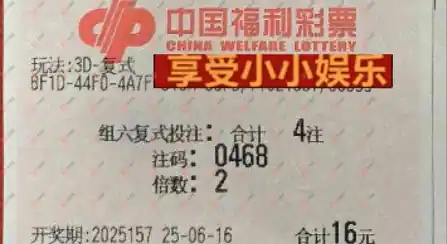 中国福利彩票
CHINA WELFARE LOTTERY
玩法:3D-复式
享受小小娱乐
8F1D-44F0-4A7F
组六复式投注: 合计 4注
注码: 0468
倍数: 2
开奖期:2025157 25-06-16 合计16元